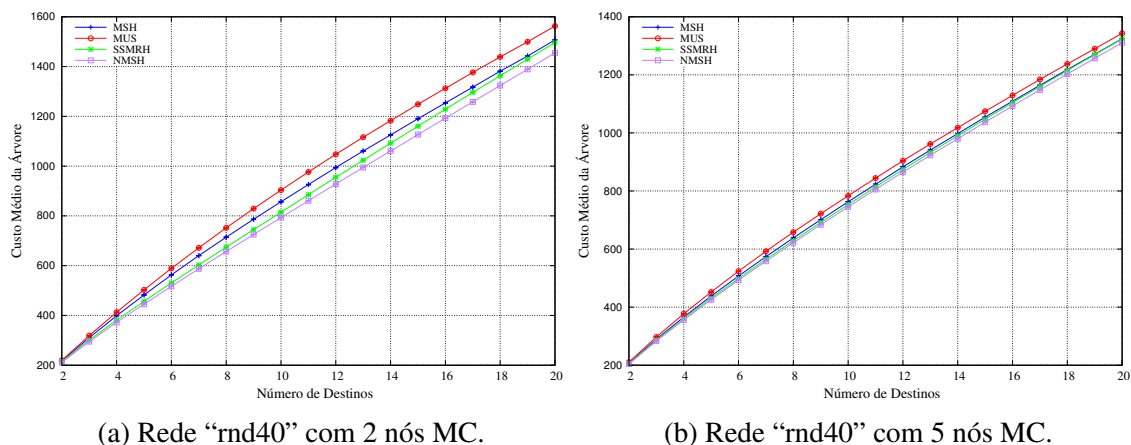 1600
1400
1200
1000
800
600
400
200
Custo Médio da Árvore
MSH
MUS
SSMRH
NMSH
2 4 6 8 10 12 14 16 18 20
Número de Destinos
(a) Rede “rnd40” com 2 nós MC.
1400
1200
1000
800
600
400
200
Custo Médio da Árvore
MSH
MUS
SSMRH
NMSH
2 4 6 8 10 12 14 16 18 20
Número de Destinos
(b) Rede “rnd40” com 5 nós MC.